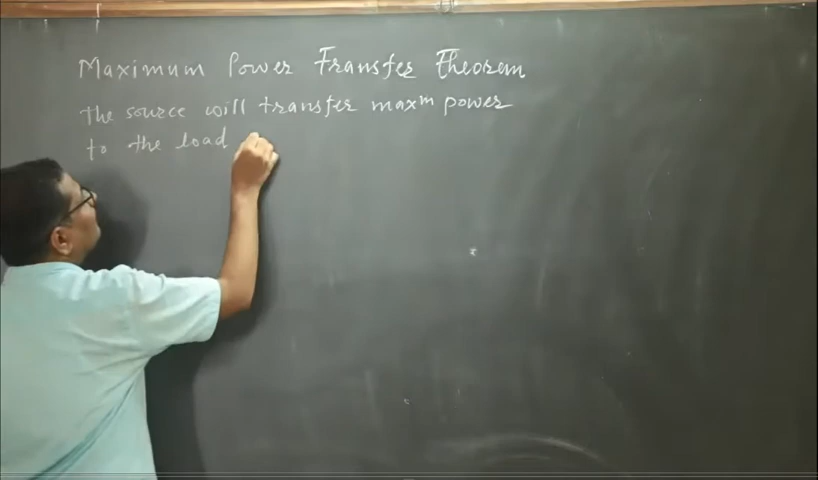 Maximum Power Transfer Theorem
The source will transfer maxm power
to the load